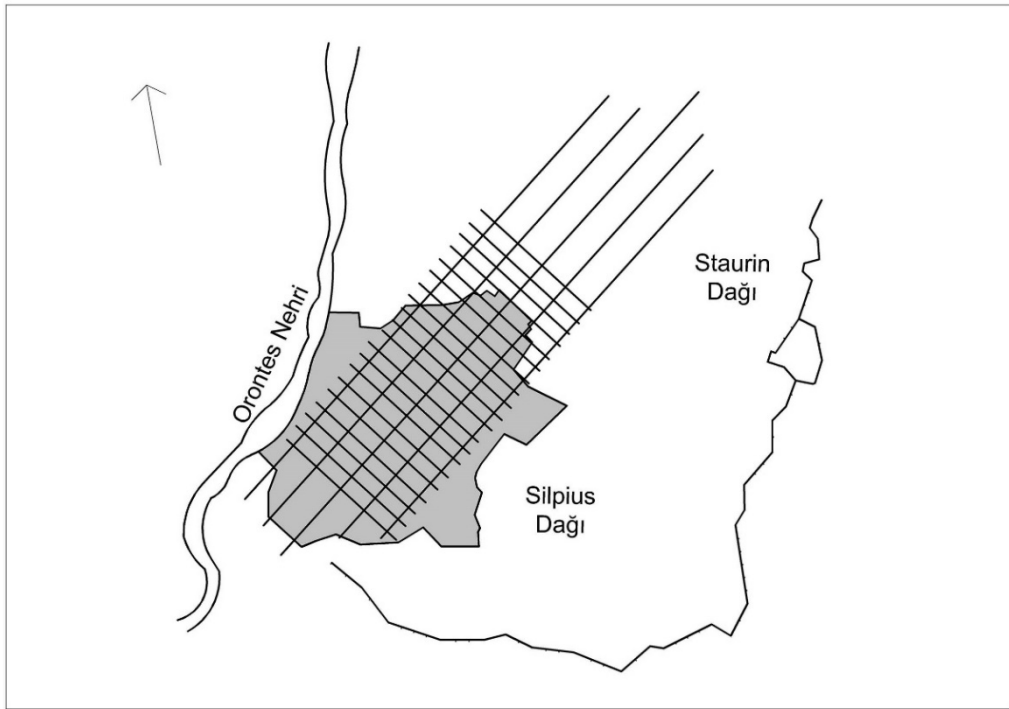 Orontes Nehri
Staurin
Dağı
Silpius
Dağı